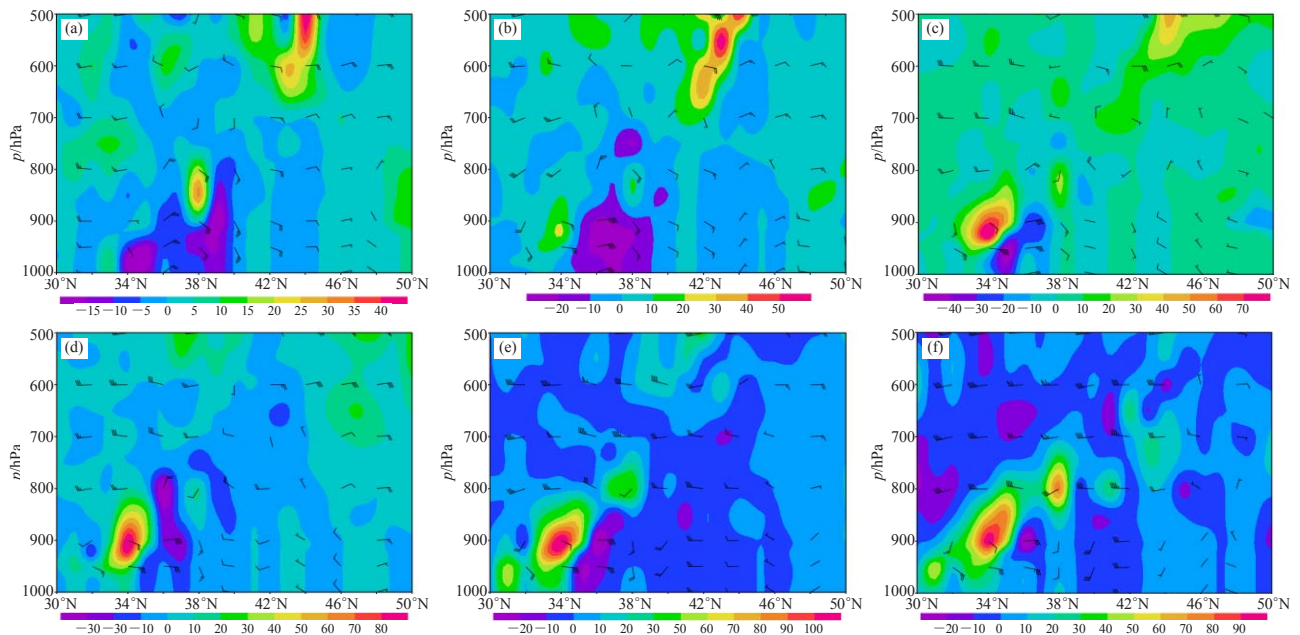 (a) (b) (c)
500 600 700 800 900 1000
p/hPa
500 600 700 800 900 1000
p/hPa
500 600 700 800 900 1000
p/hPa
30°N 34°N 38°N 42°N 46°N 50°N
30°N 34°N 38°N 42°N 46°N 50°N
30°N 34°N 38°N 42°N 46°N 50°N
−15 −10 −5 0 5 10 15 20 25 30 35 40
−20 −10 0 10 20 30 40 50
−40 −30 −20 −10 0 10 20 30 40 50 60 70
(d) (e) (f)
500 600 700 800 900 1000
p/hPa
500 600 700 800 900 1000
p/hPa
500 600 700 800 900 1000
p/hPa
30°N 34°N 38°N 42°N 46°N 50°N
30°N 34°N 38°N 42°N 46°N 50°N
30°N 34°N 38°N 42°N 46°N 50°N
−30 −30 −10 0 10 20 30 40 50 60 70 80
−20 −10 0 10 20 30 40 50 60 70 80 90 100
−20 −10 0 10 20 30 40 50 60 70 80 90